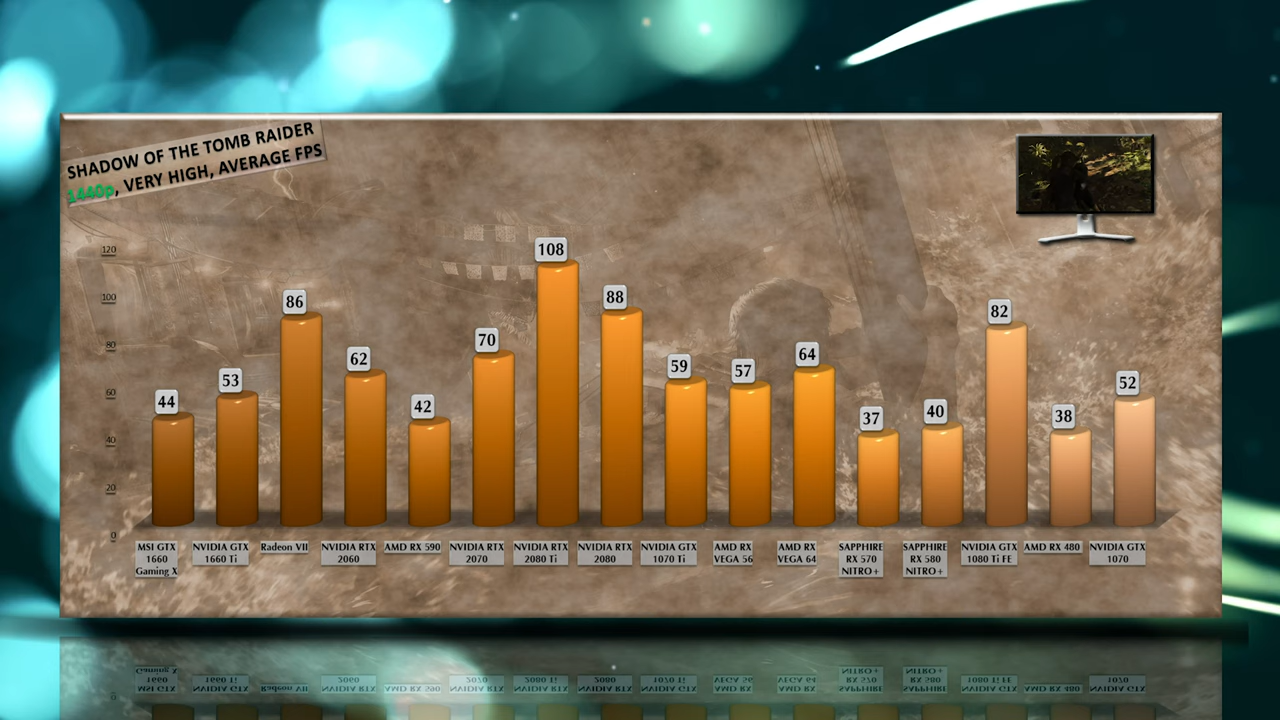 SHADOW OF THE TOMB RAIDER
1440p, VERY HIGH, AVERAGE FPS
120
100
80
60
40
20
0
44
53
86
62
42
70
108
88
59
57
64
37
40
82
38
52
MSI GTX
1660
Gaming X
NVIDIA GTX
1660 Ti
Radeon VII
NVIDIA RTX
2060
AMD RX 590
NVIDIA RTX
2070
NVIDIA RTX
2080 Ti
NVIDIA RTX
2080
NVIDIA GTX
1070 Ti
AMD RX
VEGA 56
AMD RX
VEGA 64
SAPPHIRE
RX 570
NITRO+
SAPPHIRE
RX 580
NITRO+
NVIDIA GTX
1080 Ti FE
AMD RX 480
NVIDIA GTX
1070